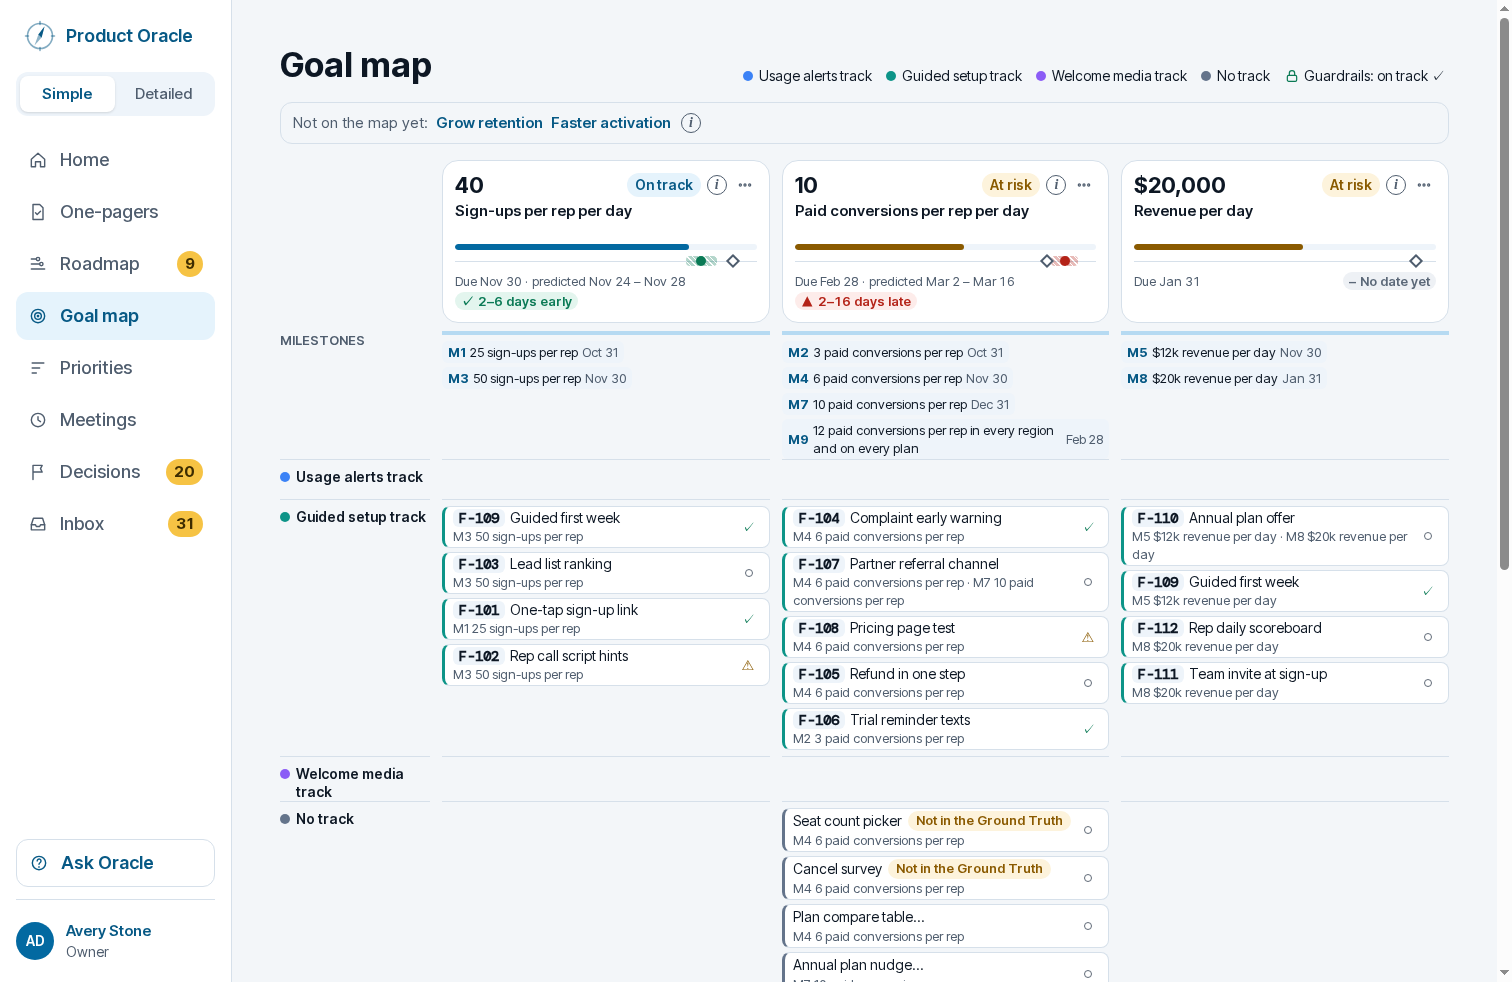 Product Oracle
Simple
Detailed
Home
One-pagers
Roadmap
9
Goal map
Priorities
Meetings
Decisions
20
Inbox
31
Ask Oracle
AD
Avery Stone
Owner
Goal map
Usage alerts track
Guided setup track
Welcome media track
No track
Guardrails: on track ✓
Not on the map yet: Grow retention Faster activation i
40
On track
i
Sign-ups per rep per day
Due Nov 30 · predicted Nov 24 – Nov 28
✓ 2–6 days early
10
At risk
i
Paid conversions per rep per day
Due Feb 28 · predicted Mar 2 – Mar 16
▲ 2–16 days late
$20,000
At risk
i
Revenue per day
Due Jan 31
– No date yet
MILESTONES
M1 25 sign-ups per rep Oct 31
M3 50 sign-ups per rep Nov 30
M2 3 paid conversions per rep Oct 31
M4 6 paid conversions per rep Nov 30
M7 10 paid conversions per rep Dec 31
M9 12 paid conversions per rep in every region
and on every plan Feb 28
M5 $12k revenue per day Nov 30
M8 $20k revenue per day Jan 31
Usage alerts track
Guided setup track
F-109 Guided first week
M3 50 sign-ups per rep
✓
F-103 Lead list ranking
M3 50 sign-ups per rep
F-101 One-tap sign-up link
M1 25 sign-ups per rep
✓
F-102 Rep call script hints
M3 50 sign-ups per rep
⚠
F-104 Complaint early warning
M4 6 paid conversions per rep
✓
F-107 Partner referral channel
M4 6 paid conversions per rep · M7 10 paid
conversions per rep
F-108 Pricing page test
M4 6 paid conversions per rep
⚠
F-105 Refund in one step
M4 6 paid conversions per rep
F-106 Trial reminder texts
M2 3 paid conversions per rep
✓
F-110 Annual plan offer
M5 $12k revenue per day · M8 $20k revenue per
day
F-109 Guided first week
M5 $12k revenue per day
✓
F-112 Rep daily scoreboard
M8 $20k revenue per day
F-111 Team invite at sign-up
M8 $20k revenue per day
Welcome media
track
No track
Seat count picker Not in the Ground Truth
M4 6 paid conversions per rep
Cancel survey Not in the Ground Truth
M4 6 paid conversions per rep
Plan compare table...
M4 6 paid conversions per rep
Annual plan nudge...